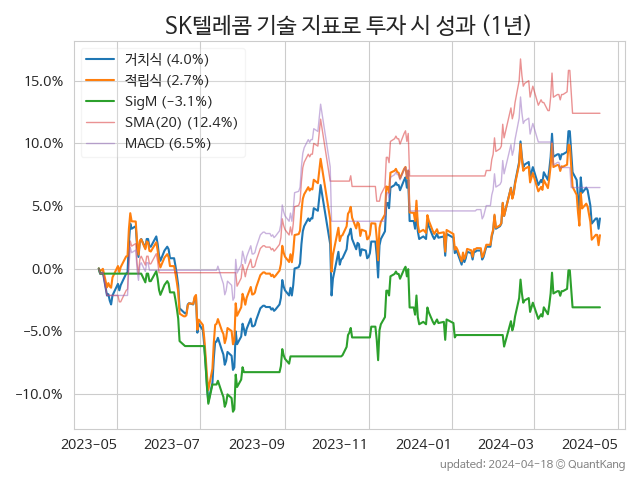 SK텔레콤 기술 지표로 투자 시 성과 (1년)
거치식 (4.0%)
적립식 (2.7%)
SigM (−3.1%)
SMA(20) (12.4%)
MACD (6.5%)
15.0%
10.0%
5.0%
0.0%
−5.0%
−10.0%
2023-05 2023-07 2023-09 2023-11 2024-01 2024-03 2024-05
updated: 2024-04-18 ⓒ QuantKang